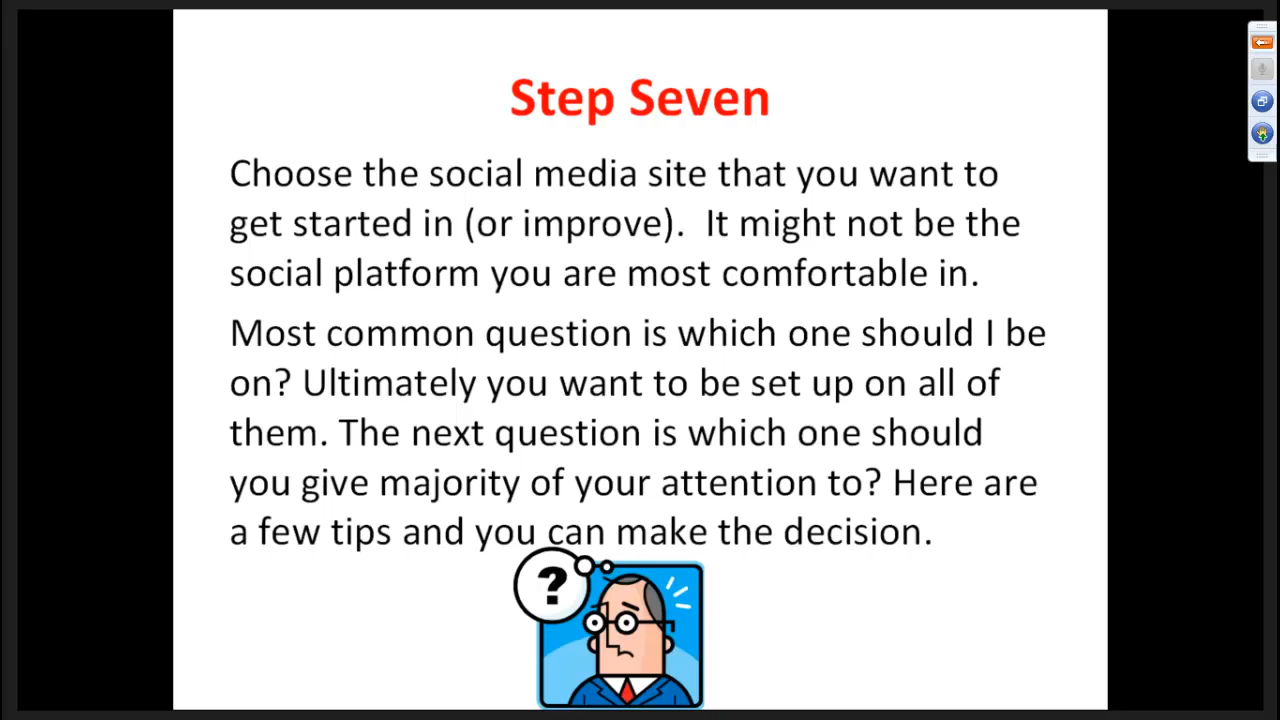 Step Seven
Choose the social media site that you want to
get started in (or improve).  It might not be the
social platform you are most comfortable in.
Most common question is which one should I be
on? Ultimately you want to be set up on all of
them. The next question is which one should
you give majority of your attention to? Here are
a few tips and you can make the decision.
?